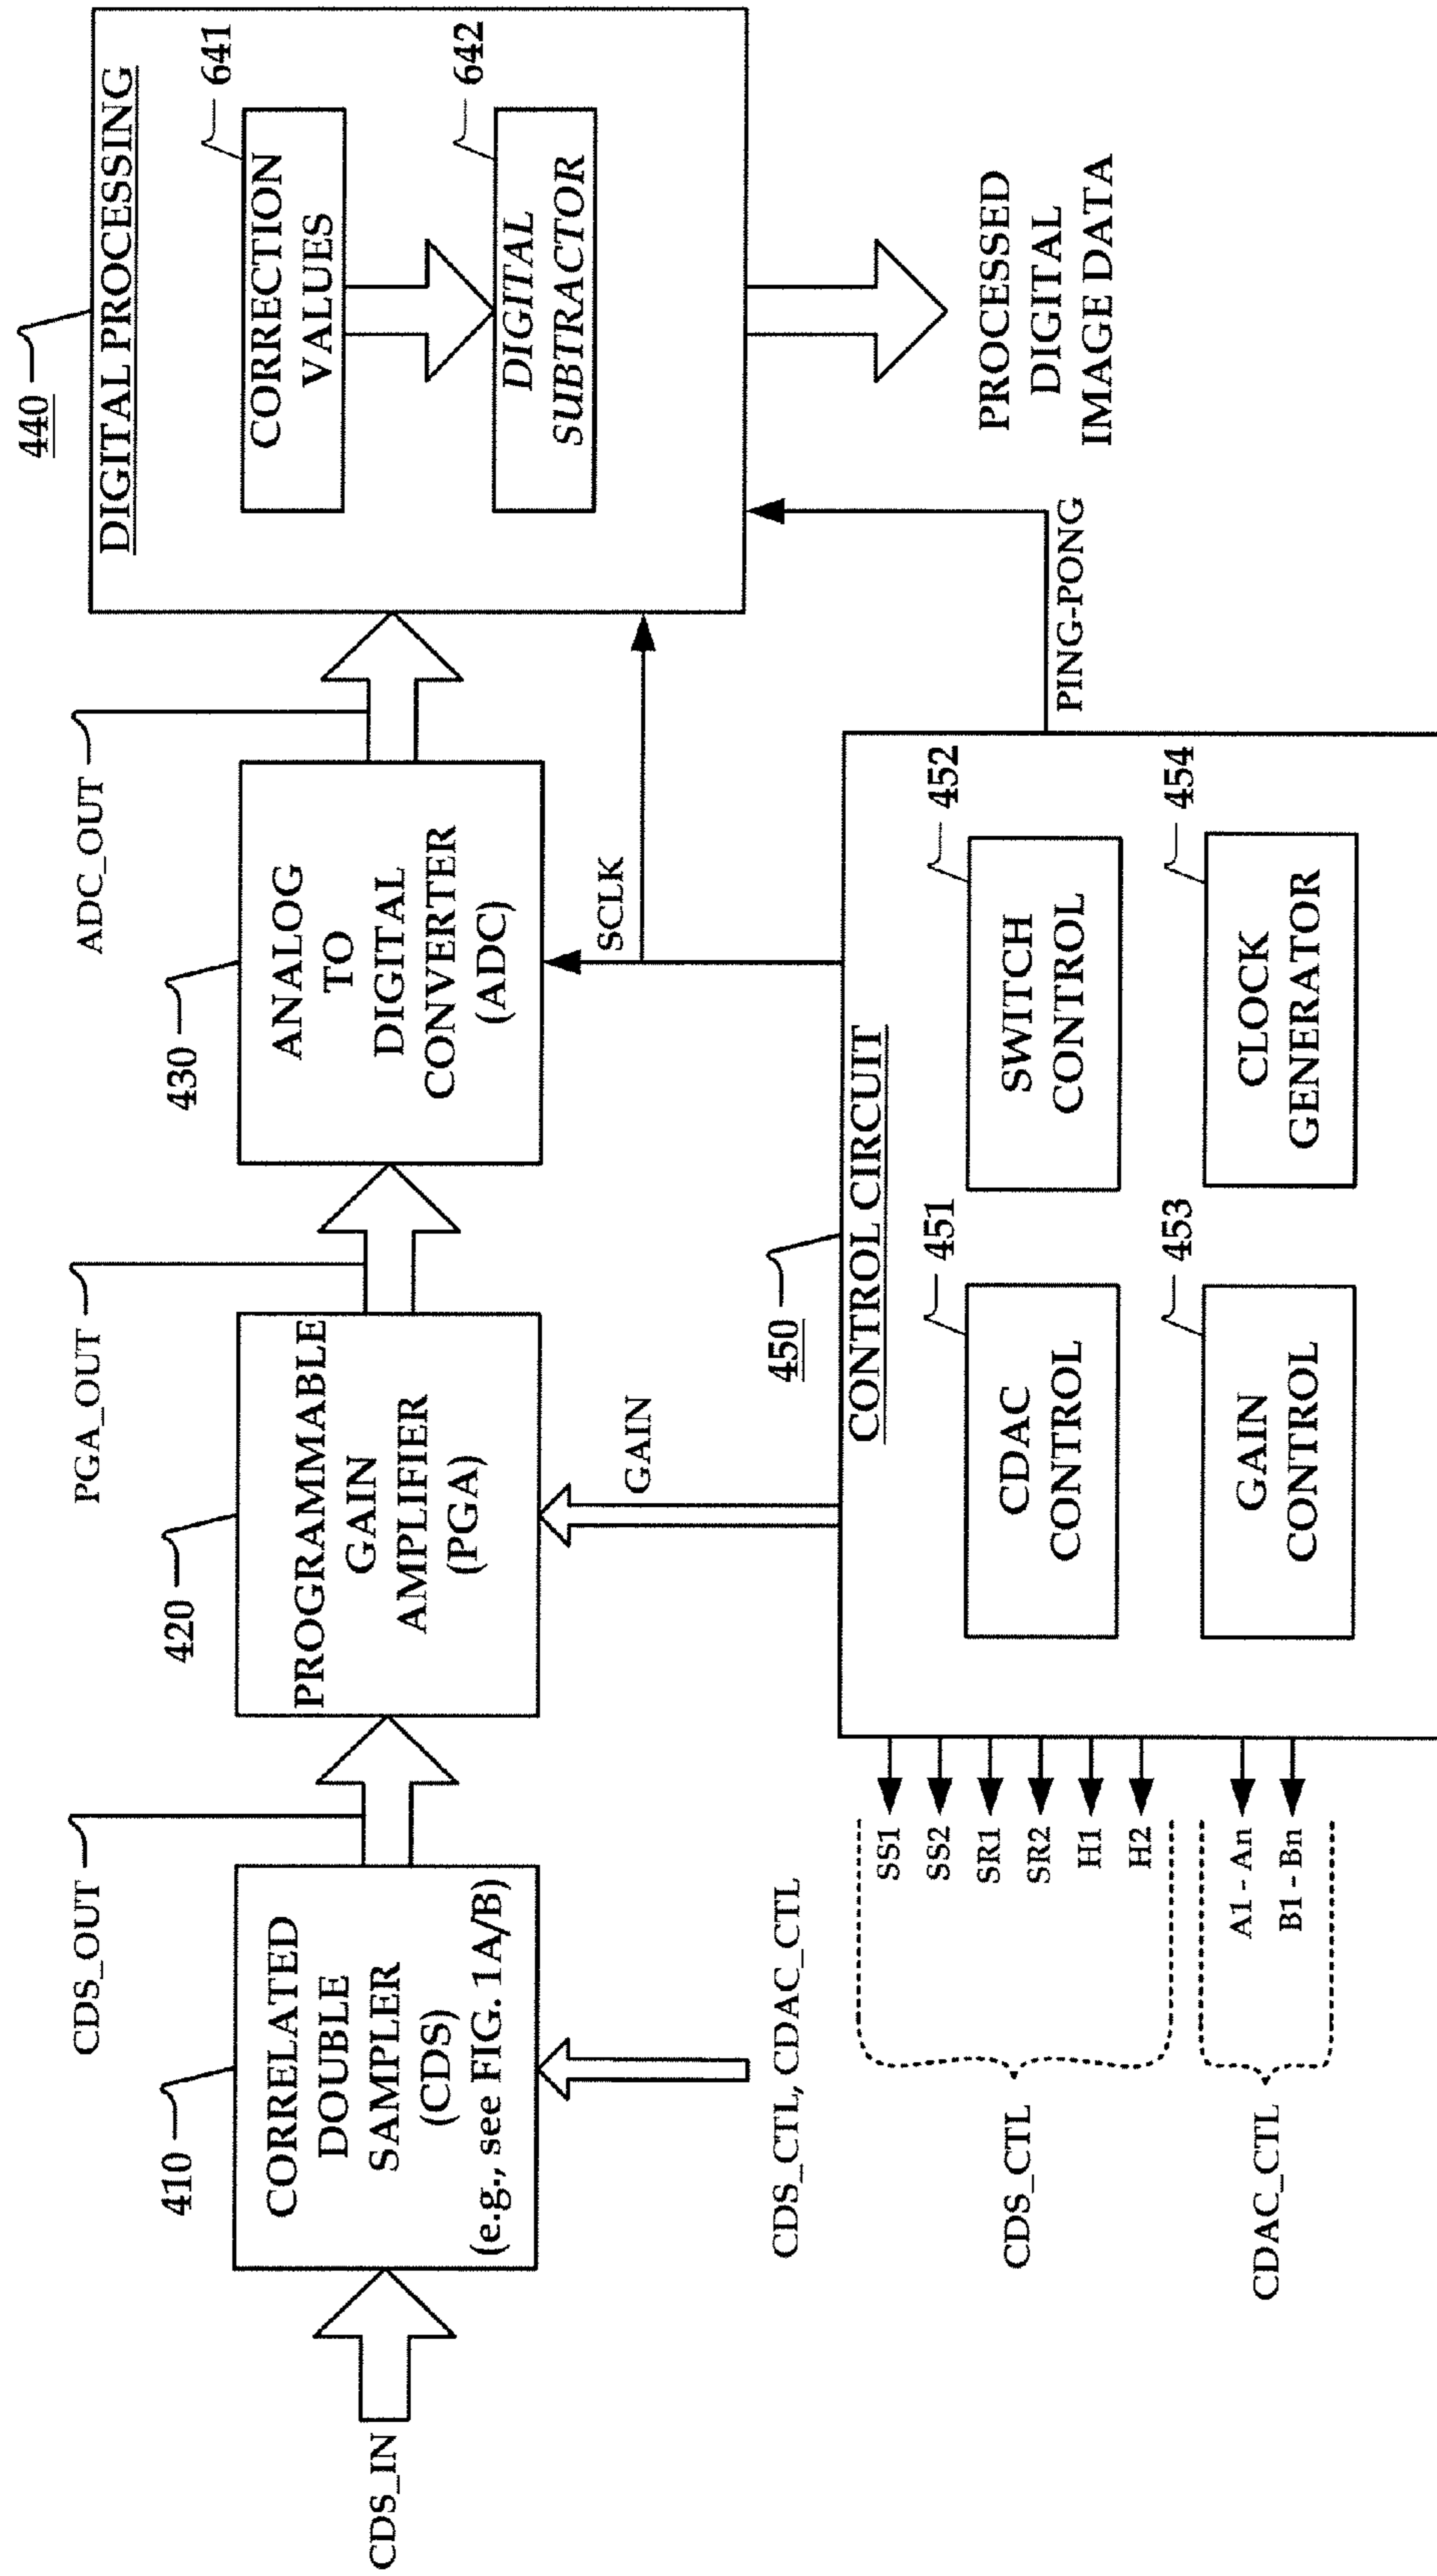 440
DIGITAL PROCESSING
641
CORRECTION
VALUES
642
DIGITAL
SUBTRACTOR
PROCESSED
DIGITAL
IMAGE DATA
CDS_IN
CDS_OUT
410
CORRELATED
DOUBLE
SAMPLER
(CDS)
(e.g., see FIG. 1A/B)
CDS_CTL, CDAC_CTL
PGA_OUT
420
PROGRAMMABLE
GAIN
AMPLIFIER
(PGA)
GAIN
ADC_OUT
430
ANALOG
TO
DIGITAL
CONVERTER
(ADC)
SCLK
PING-PONG
450
CONTROL CIRCUIT
451
CDAC
CONTROL
452
SWITCH
CONTROL
453
GAIN
CONTROL
454
CLOCK
GENERATOR
SS1
SS2
SR1
SR2
H1
H2
CDS_CTL
A1 - An
B1 - Bn
CDAC_CTL